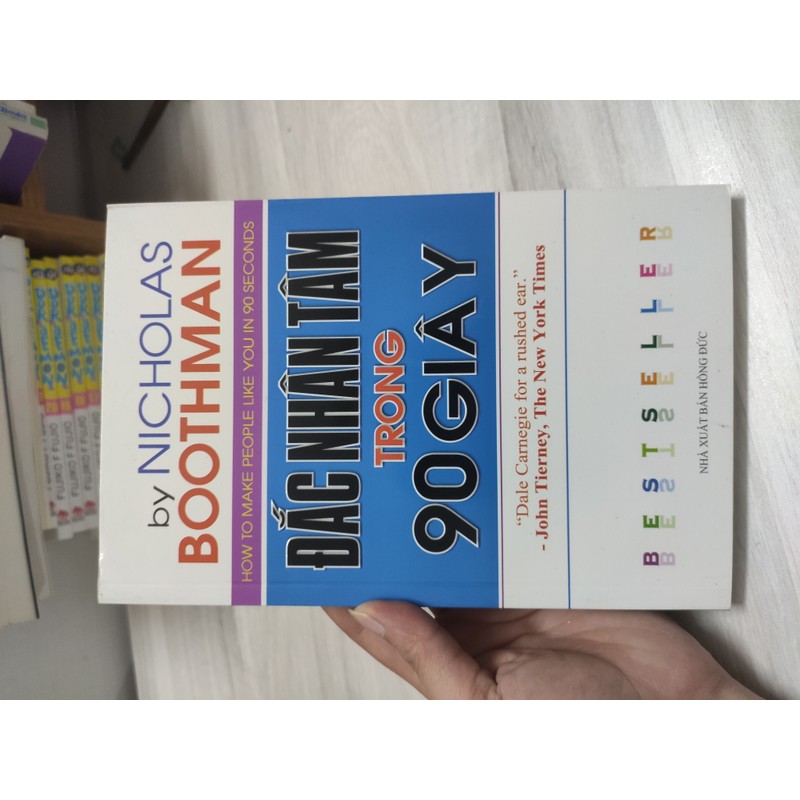 by NICHOLAS
BOOTHMAN
HOW TO MAKE PEOPLE LIKE YOU IN 90 SECONDS
ĐẮC NHÂN TÂM
TRONG
90 GIÂY
“Dale Carnegie for a rushed ear.”
- John Tierney, The New York Times
BESTSELLER
NHÀ XUẤT BẢN HỒNG ĐỨC